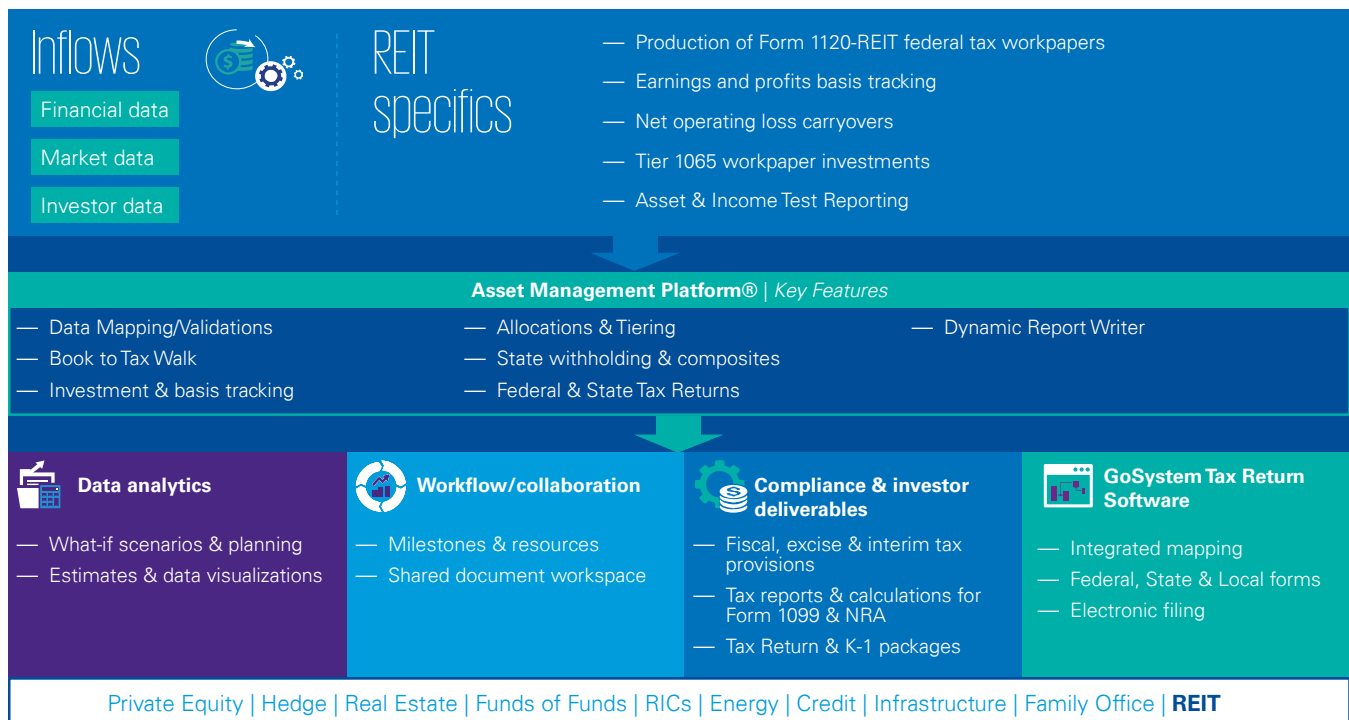 Inflows
Financial data
Market data
Investor data
REIT
specifics
— Production of Form 1120-REIT federal tax workpapers
— Earnings and profits basis tracking
— Net operating loss carryovers
— Tier 1065 workpaper investments
— Asset & Income Test Reporting
Asset Management Platform® | Key Features
— Data Mapping/Validations
— Book to Tax Walk
— Investment & basis tracking
— Allocations & Tiering
— State withholding & composites
— Federal & State Tax Returns
— Dynamic Report Writer
Data analytics
— What-if scenarios & planning
— Estimates & data visualizations
Workflow/collaboration
— Milestones & resources
— Shared document workspace
Compliance & investor
deliverables
— Fiscal, excise & interim tax
provisions
— Tax reports & calculations for
Form 1099 & NRA
— Tax Return & K-1 packages
GoSystem Tax Return
Software
— Integrated mapping
— Federal, State & Local forms
— Electronic filing
Private Equity | Hedge | Real Estate | Funds of Funds | RICs | Energy | Credit | Infrastructure | Family Office | REIT